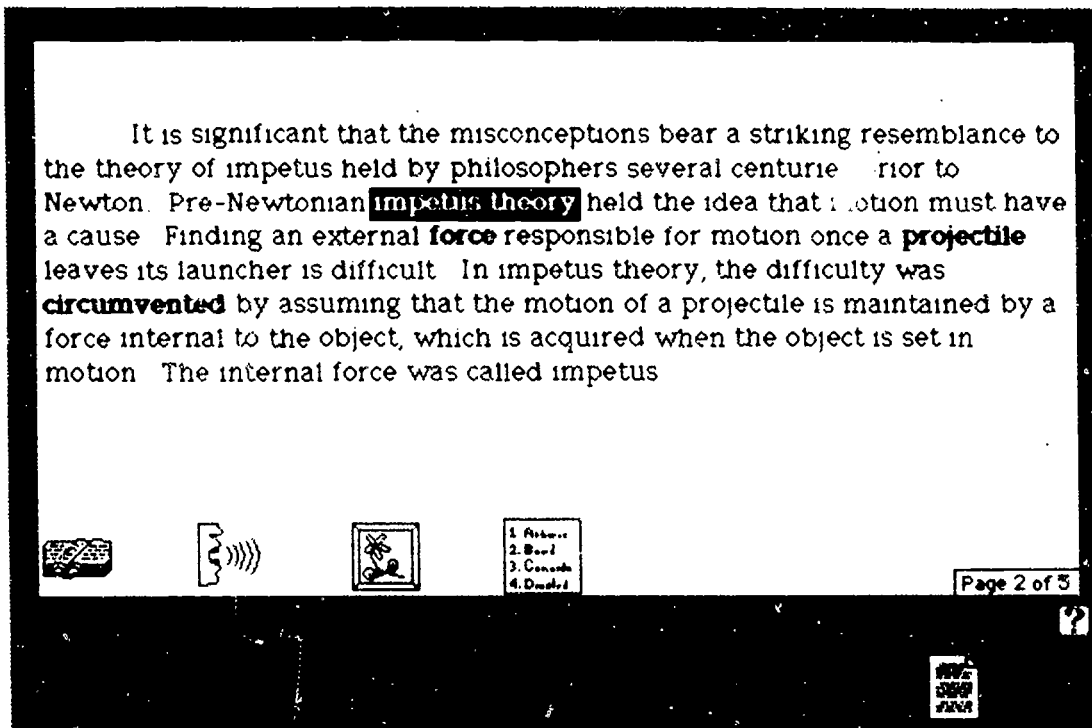 It is significant that the misconceptions bear a striking resemblance to
the theory of impetus held by philosophers several centurie rior to
Newton. Pre-Newtonian impetus theory held the idea that otion must have
a cause Finding an external force responsible for motion once a projectile
leaves its launcher is difficult In impetus theory, the difficulty was
circumvented by assuming that the motion of a projectile is maintained by a
force internal to the object, which is acquired when the object is set in
motion The internal force was called impetus
1.
2.
3.
4.
Page 2 of 5
?